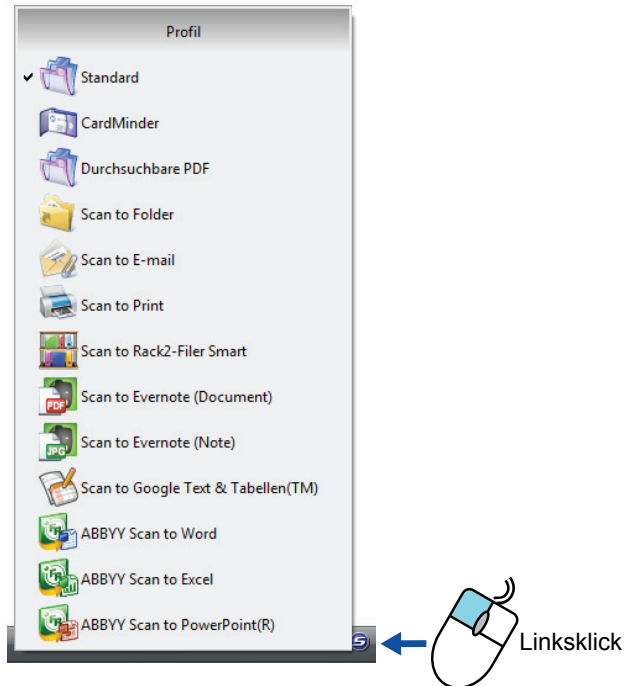 Profil
Standard
CardMinder
Durchsuchbare PDF
Scan to Folder
Scan to E-mail
Scan to Print
Scan to Rack2-Filer Smart
PDF
Scan to Evernote (Document)
JPG
Scan to Evernote (Note)
Scan to Google Text & Tabellen(TM)
ABBYY Scan to Word
ABBYY Scan to Excel
ABBYY Scan to PowerPoint(R)
S
Linksklick